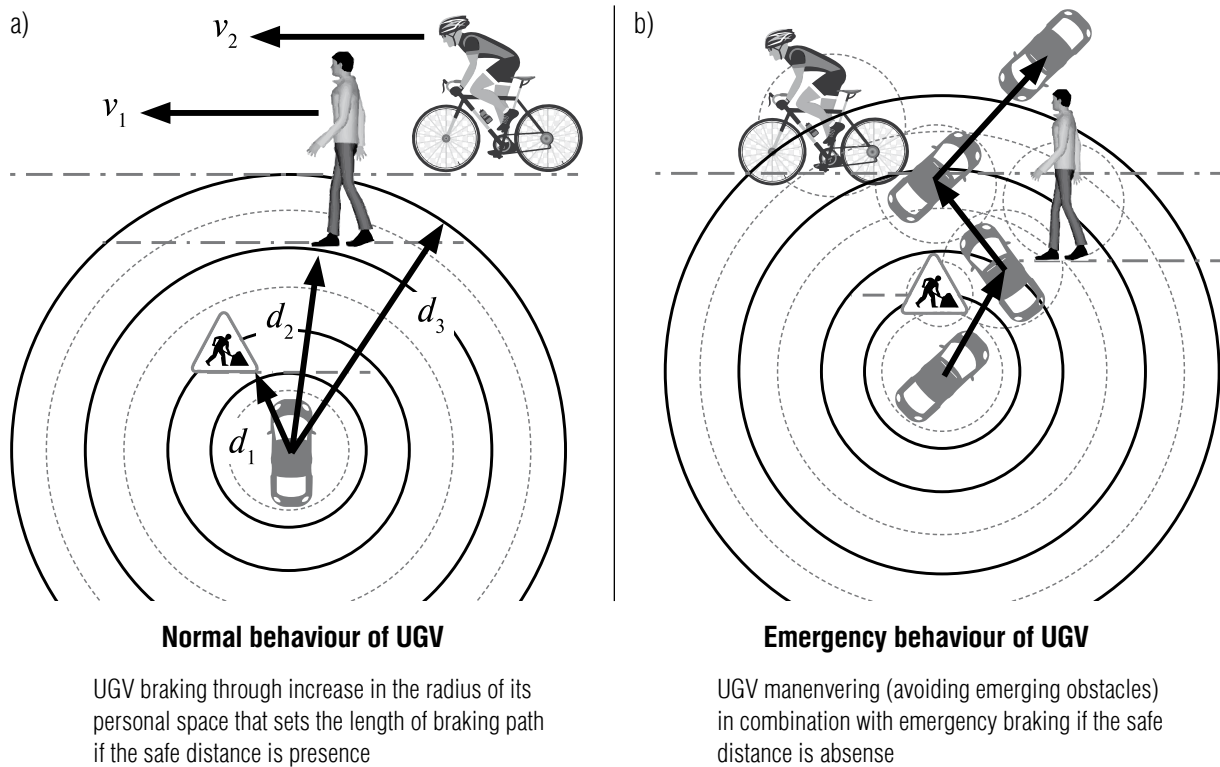 a)
v2
v1
d2
d3
d1
Normal behaviour of UGV
UGV braking through increase in the radius of its
personal space that sets the length of braking path
if the safe distance is presence
b)
Emergency behaviour of UGV
UGV manenvering (avoiding emerging obstacles)
in combination with emergency braking if the safe
distance is absense